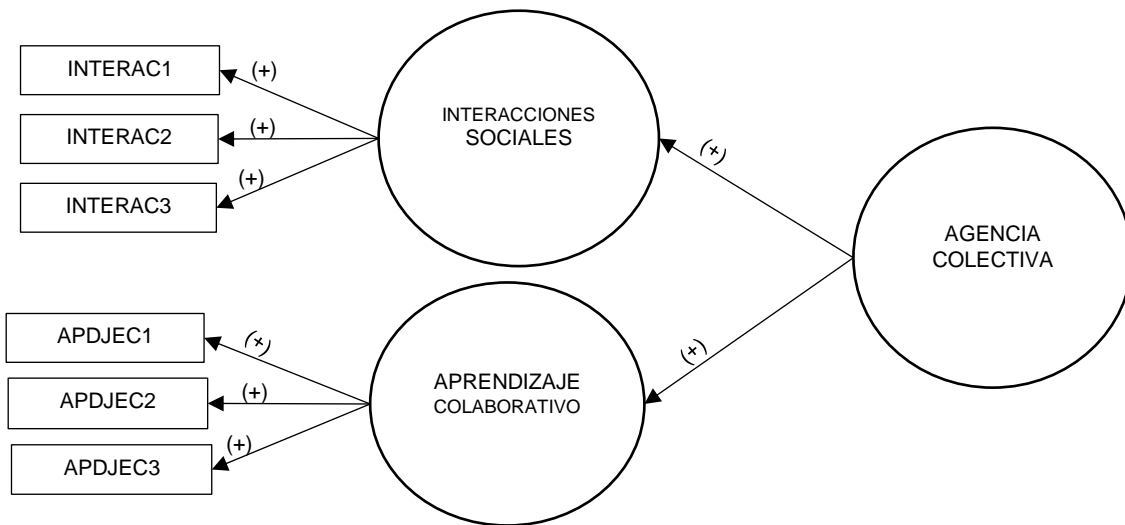 INTERAC1
(+)
INTERAC2
(+)
INTERAC3
(+)
INTERACCIONES
SOCIALES
(+)
AGENCIA
COLECTIVA
APDJEC1
(+)
APDJEC2
(+)
APDJEC3
(+)
APRENDIZAJE
COLABORATIVO
(+)